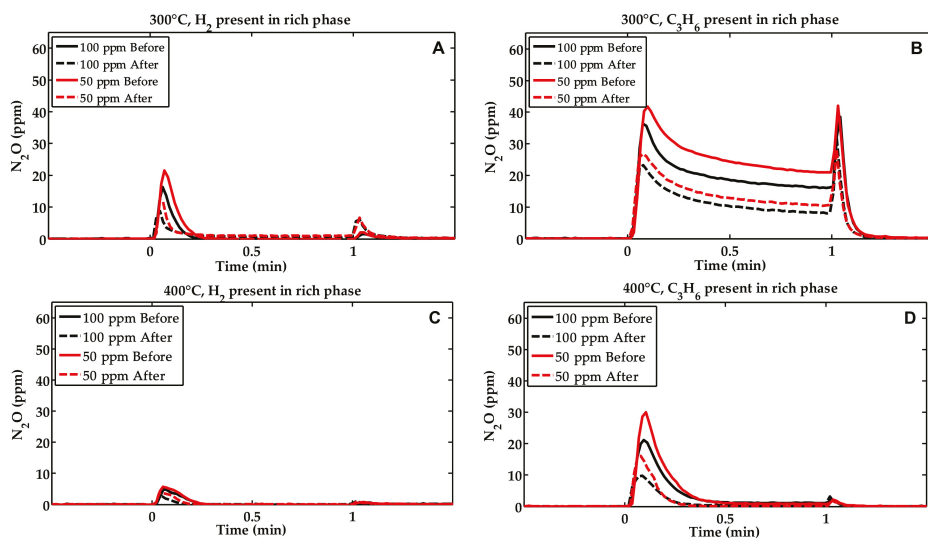 300°C, H2 present in rich phase
A
100 ppm Before
100 ppm After
50 ppm Before
50 ppm After
60
50
40
30
20
10
0
N2O (ppm)
0 0.5 1
Time (min)
300°C, C3H6 present in rich phase
B
100 ppm Before
100 ppm After
50 ppm Before
50 ppm After
60
50
40
30
20
10
0
N2O (ppm)
0 0.5 1
Time (min)
400°C, H2 present in rich phase
C
100 ppm Before
100 ppm After
50 ppm Before
50 ppm After
60
50
40
30
20
10
0
N2O (ppm)
0 0.5 1
Time (min)
400°C, C3H6 present in rich phase
D
100 ppm Before
100 ppm After
50 ppm Before
50 ppm After
60
50
40
30
20
10
0
N2O (ppm)
0 0.5 1
Time (min)